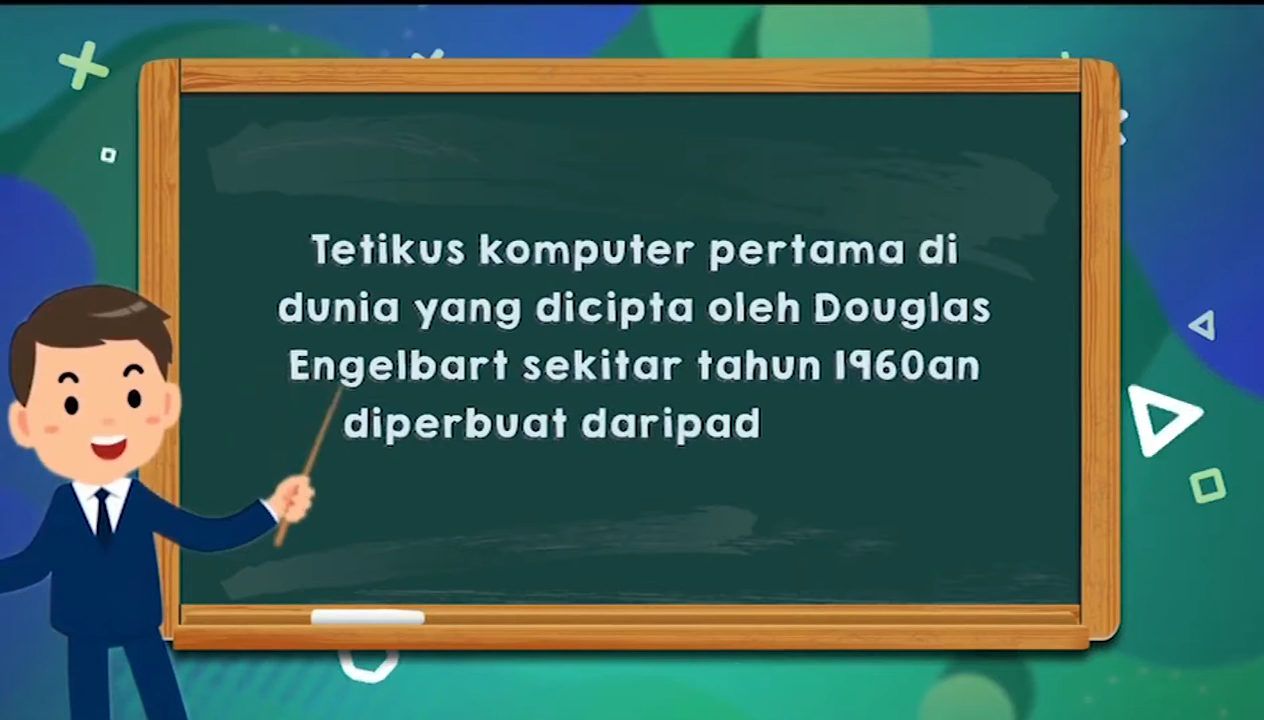 Tetikus komputer pertama di
dunia yang dicipta oleh Douglas
Engelbart sekitar tahun 1960an
diperbuat daripad